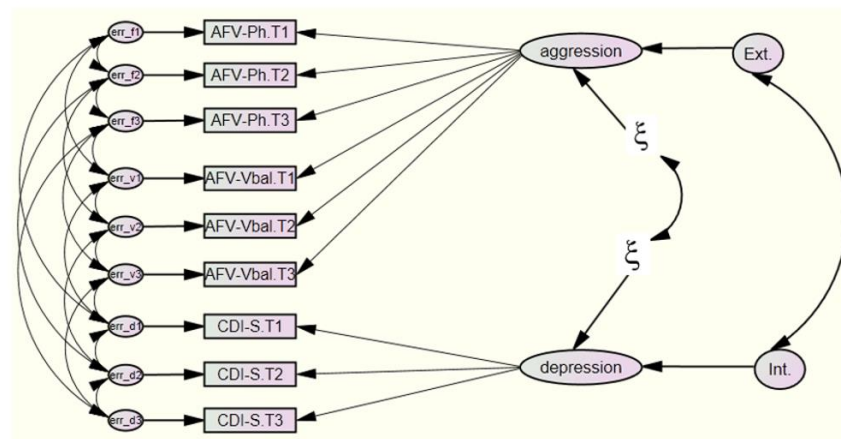 err_f1
AFV-Ph.T1
aggression
Ext.
err_f2
AFV-Ph.T2
err_f3
AFV-Ph.T3
ξ
err_v1
AFV-Vbal.T1
err_v2
AFV-Vbal.T2
ξ
err_v3
AFV-Vbal.T3
err_d1
CDI-S.T1
err_d2
CDI-S.T2
depression
Int.
err_d3
CDI-S.T3